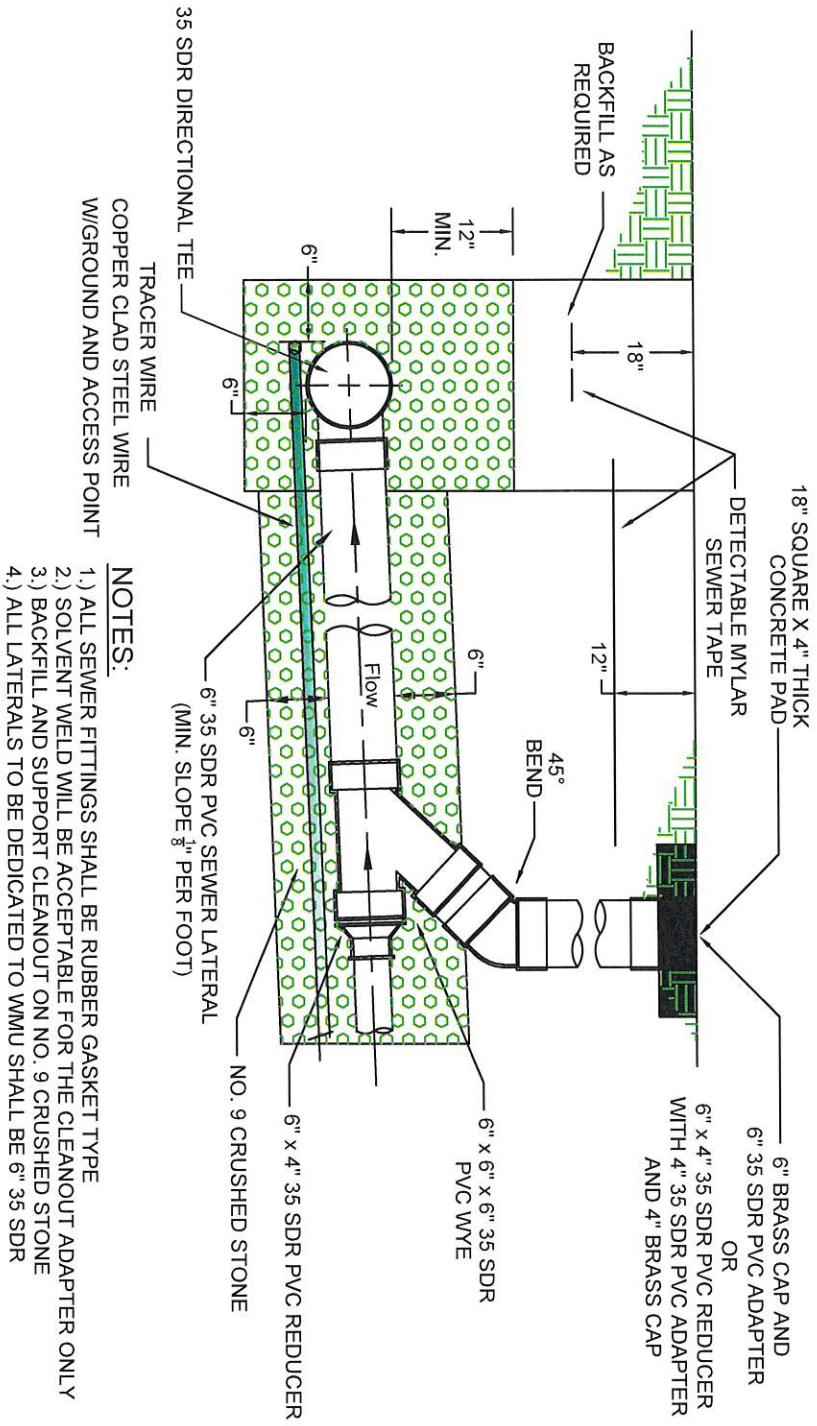 18" SQUARE X 4" THICK
CONCRETE PAD
6" BRASS CAP AND
6" 35 SDR PVC ADAPTER
OR
6" x 4" 35 SDR PVC REDUCER
WITH 4" 35 SDR PVC ADAPTER
AND 4" BRASS CAP
DETECTABLE MYLAR
SEWER TAPE
BACKFILL AS
REQUIRED
18"
12"
12"
MIN.
45°
BEND
6"
6"
6"
6"
Flow
6" x 6" x 6" 35 SDR
PVC WYE
6" x 4" 35 SDR PVC REDUCER
NO. 9 CRUSHED STONE
6" 35 SDR PVC SEWER LATERAL
(MIN. SLOPE 1/8" PER FOOT)
35 SDR DIRECTIONAL TEE
TRACER WIRE
COPPER CLAD STEEL WIRE
W/GROUND AND ACCESS POINT
NOTES:
1.) ALL SEWER FITTINGS SHALL BE RUBBER GASKET TYPE
2.) SOLVENT WELD WILL BE ACCEPTABLE FOR THE CLEANOUT ADAPTER ONLY
3.) BACKFILL AND SUPPORT CLEANOUT ON NO. 9 CRUSHED STONE
4.) ALL LATERALS TO BE DEDICATED TO WMU SHALL BE 6" 35 SDR